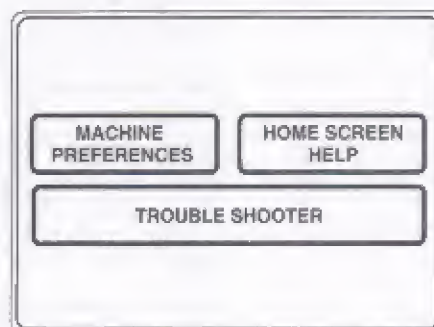 MACHINE
PREFERENCES
HOME SCREEN
HELP
TROUBLE SHOOTER